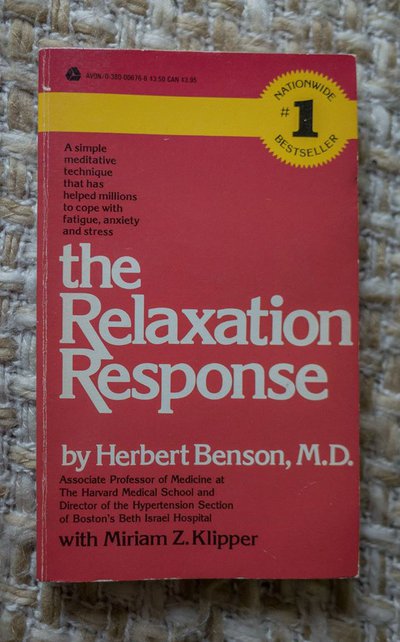 AVON/0-380-00676-6/$3.50 CAN $3.95
NATIONWIDE
#1
BESTSELLER
A simple
meditative
technique
that has
helped millions
to cope with
fatigue, anxiety
and stress
the
Relaxation
Response
by Herbert Benson, M.D.
Associate Professor of Medicine at
The Harvard Medical School and
Director of the Hypertension Section
of Boston's Beth Israel Hospital
with Miriam Z. Klipper